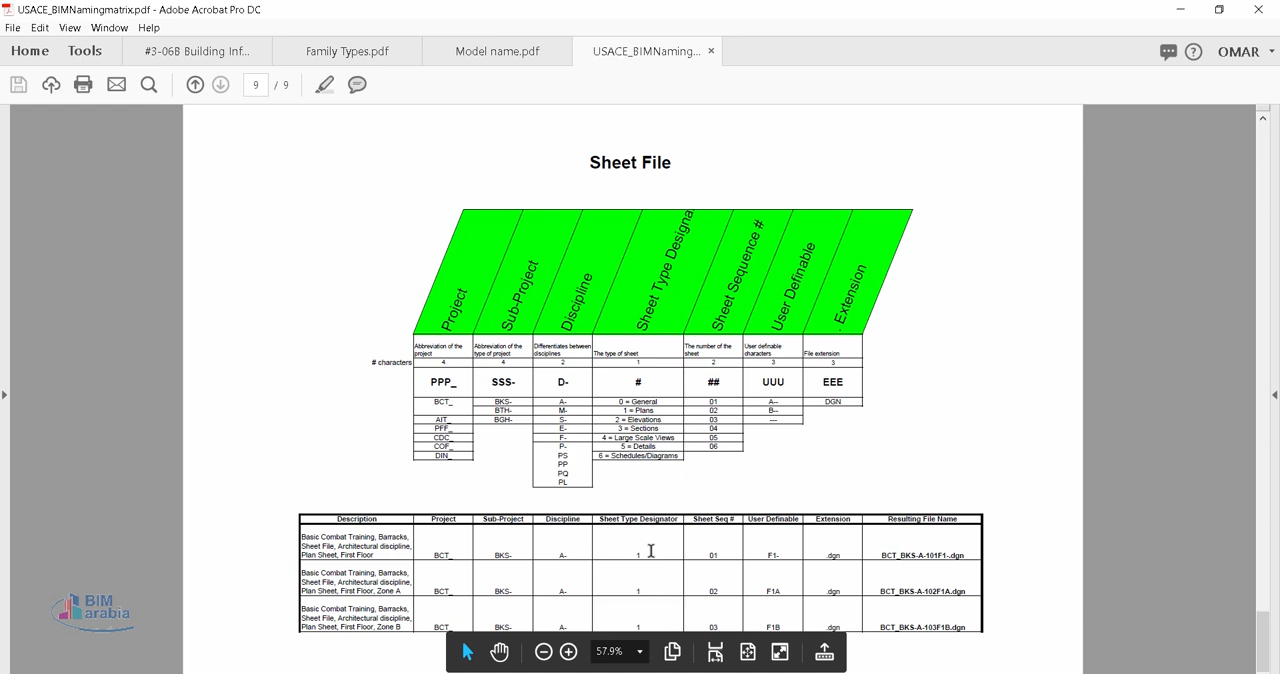 USACE_BIMNamingmatrix.pdf - Adobe Acrobat Pro DC
File Edit View Window Help
Home Tools #3-06B Building Inf... Family Types.pdf Model name.pdf USACE_BIMNaming... × OMAR
9 / 9
Sheet File
Project Sub-Project Discipline Sheet Type Designa Sheet Sequence # User Definable . Extension
Abbreviation of the project Abbreviation of the type of project Differentiates between disciplines The type of sheet The number of the sheet User definable characters File extension
# characters 4 4 2 1 2 3 3
PPP_ SSS- D- # ## UUU EEE
BCT_ BKS- A- 0 = General 01 A-- DGN
BTH- M- 1 = Plans 02 B--
AIT_ BGH- S- 2 = Elevations 03 ---
PFF_ E- 3 = Sections 04
CDC_ F- 4 = Large Scale Views 05
COF_ P- 5 = Details 06
DIN_ PS 6 = Schedules/Diagrams
PP
PQ
PL
Description Project Sub-Project Discipline Sheet Type Designator Sheet Seq # User Definable Extension Resulting File Name
Basic Combat Training, Barracks,
Sheet File, Architectural discipline,
Plan Sheet, First Floor BCT_ BKS- A- 1 01 F1- .dgn BCT_BKS-A-101F1-.dgn
Basic Combat Training, Barracks,
Sheet File, Architectural discipline,
Plan Sheet, First Floor, Zone A BCT_ BKS- A- 1 02 F1A .dgn BCT_BKS-A-102F1A.dgn
Basic Combat Training, Barracks,
Sheet File, Architectural discipline,
Plan Sheet, First Floor, Zone B BCT_ BKS- A- 1 03 F1B .dgn BCT_BKS-A-103F1B.dgn
BIM
arabia
57.9%